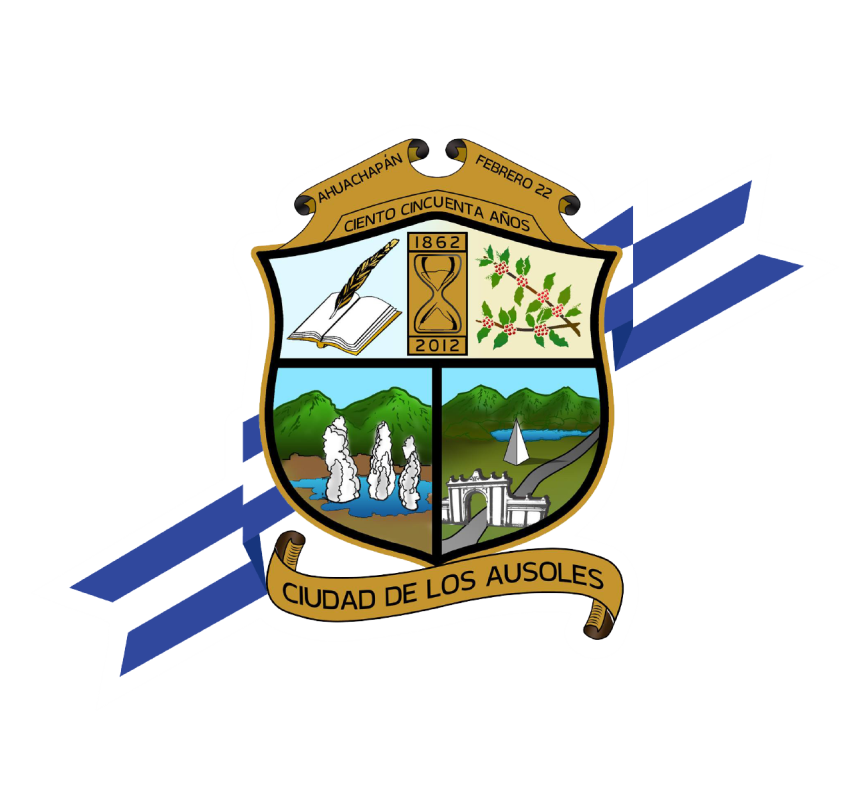 AHUACHAPÁN
FEBRERO 22
CIENTO CINCUENTA AÑOS
1862
2012
CIUDAD DE LOS AUSOLES